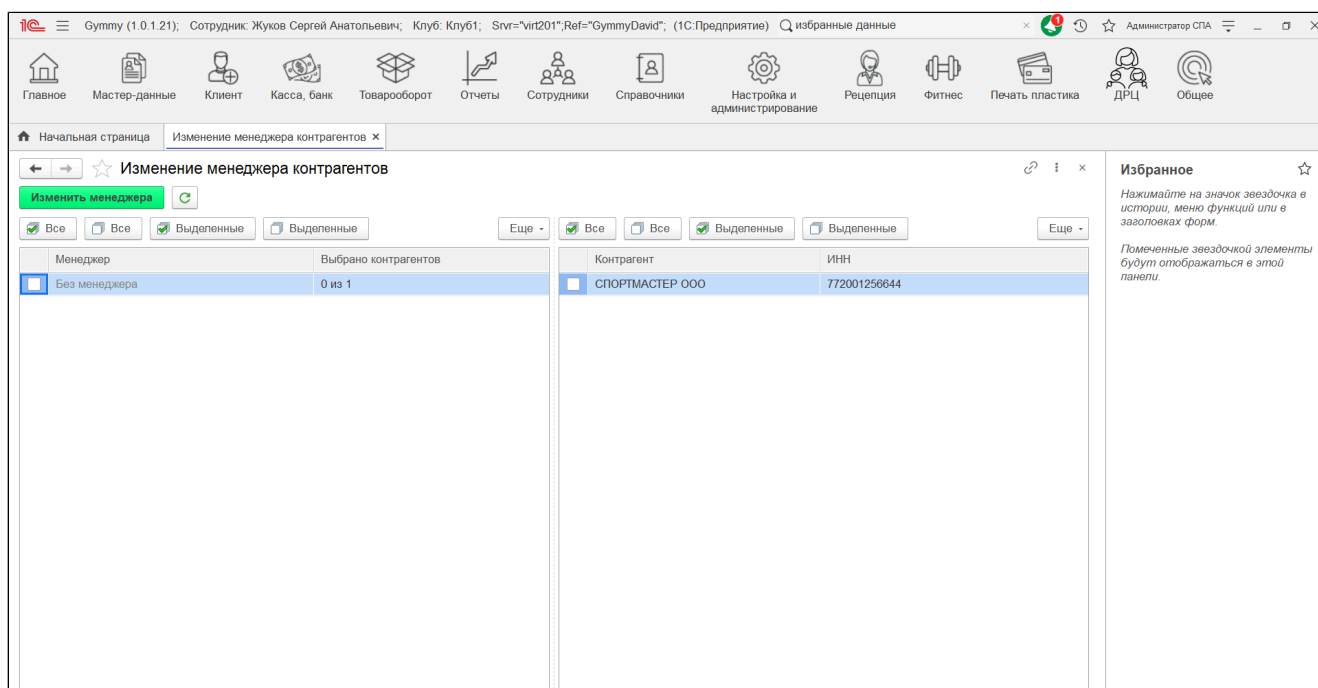 1С Gymmy (1.0.1.21); Сотрудник: Жуков Сергей Анатольевич; Клуб: Клуб1; Srvr="virt201";Ref="GymmyDavid"; (1С:Предприятие) избранные данные × 1 Администратор СПА
Главное Мастер-данные Клиент Касса, банк Товарооборот Отчеты Сотрудники Справочники Настройка и администрирование Рецепция Фитнес Печать пластика ДРЦ Общее
Начальная страница Изменение менеджера контрагентов ×
Изменение менеджера контрагентов
Изменить менеджера
Все Все Выделенные Выделенные Еще Все Все Выделенные Выделенные Еще
Менеджер Выбрано контрагентов Контрагент ИНН
Без менеджера 0 из 1 СПОРТМАСТЕР ООО 772001256644
Избранное
Нажимайте на значок звездочка в
истории, меню функций или в
заголовках форм.
Помеченные звездочкой элементы
будут отображаться в этой
панели.